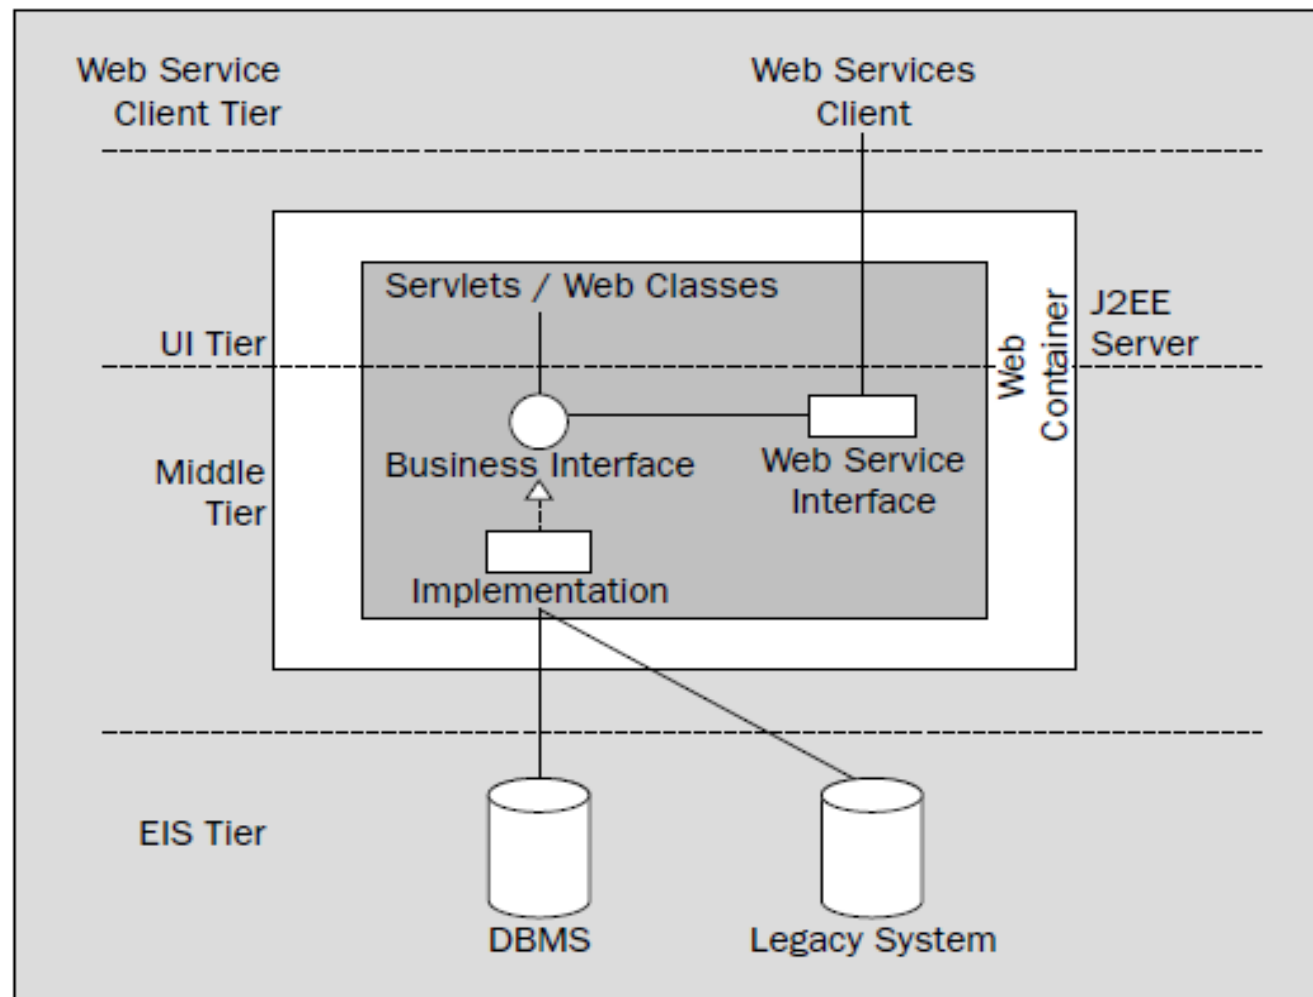 Web Service
Client Tier
Web Services
Client
Servlets / Web Classes
UI Tier
Web
Container
J2EE
Server
Middle
Tier
Business Interface
Web Service
Interface
Implementation
EIS Tier
DBMS
Legacy System